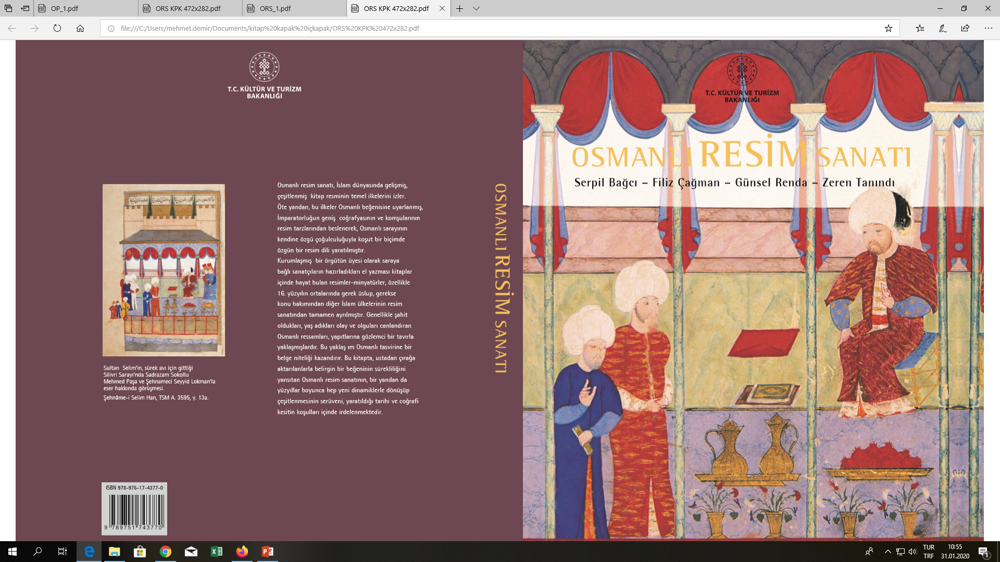 OP_1.pdf
ORS KPK 472x282.pdf
ORS_1.pdf
ORS KPK 472x282.pdf
file:///C:/Users/mehmet.demir/Documents/kitap%20kapak%20içkapak/ORS%20KPK%20472x282.pdf
T.C. KÜLTÜR VE TURİZM
BAKANLIĞI
Sultan Selim'in, sürek avı için gittiği
Silivri Sarayı'nda Sadrazam Sokollu
Mehmed Paşa ve Şehnameci Seyyid Lokman'la
eser hakkında görüşmesi.
Şehnâme-i Selim Han, TSM A. 3595, y. 13a.
Osmanlı resim sanatı, İslam dünyasında gelişmiş,
çeşitlenmiş kitap resminin temel ilkelerini izler.
Öte yandan, bu ilkeler Osmanlı beğenisine uyarlanmış,
İmparatorluğun geniş coğrafyasının ve komşularının
resim tarzlarından beslenerek, Osmanlı sarayının
kendine özgü çoğulculuğuyla koşut bir biçimde
özgün bir resim dili yaratılmıştır.
Kurumlaşmış bir örgütün üyesi olarak saraya
bağlı sanatçıların hazırladıkları el yazması kitaplar
içinde hayat bulan resimler-minyatürler, özellikle
16. yüzyılın ortalarında gerek üslup, gerekse
konu bakımından diğer İslam ülkelerinin resim
sanatından tamamen ayrılmıştır. Genellikle şahit
oldukları, yaş adıkları olay ve olguları canlandıran
Osmanlı ressamları, yapıtlarına gözlemci bir tavırla
yaklaşmışlardır. Bu yaklaş ım Osmanlı tasvirine bir
belge niteliği kazandırır. Bu kitapta, ustadan çırağa
aktarılanlarla belirgin bir beğeninin sürekliliğini
yansıtan Osmanlı resim sanatının, bir yandan da
yüzyıllar boyunca hep yeni dinamiklerle dönüşüp
çeşitlenmesinin serüveni, yaratıldığı tarihi ve coğrafi
kesitin koşulları içinde irdelenmektedir.
ISBN 978-975-17-4377-0
9 789751 743770
OSMANLI RESİM SANATI
T.C. KÜLTÜR VE TURİZM
BAKANLIĞI
OSMANLI RESİM SANATI
Serpil Bağcı – Filiz Çağman – Günsel Renda – Zeren Tanındı
TUR
TRF
10:55
31.01.2020
1